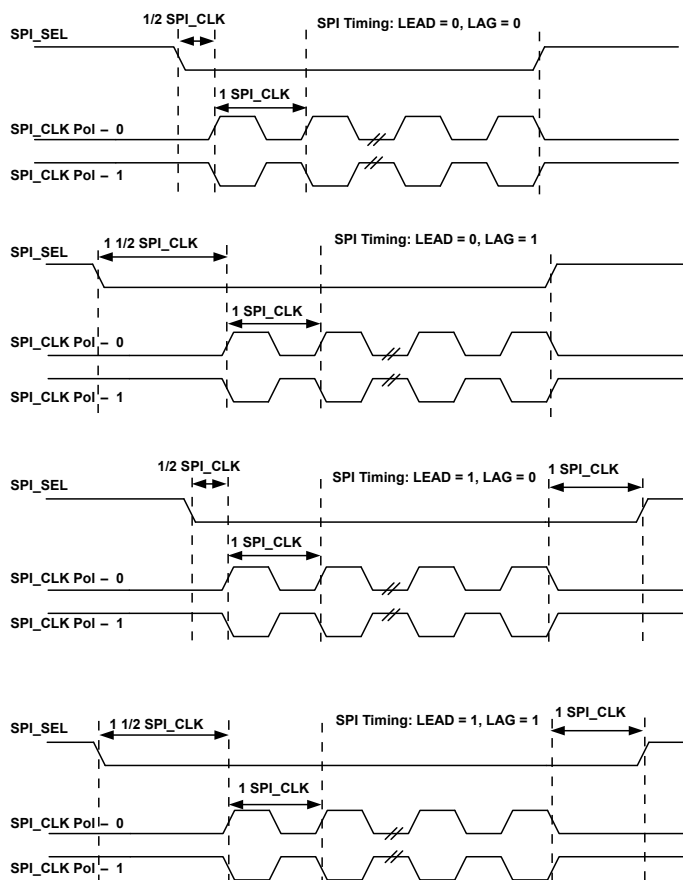 1/2 SPI_CLK
SPI Timing: LEAD = 0, LAG = 0
SPI_SEL
1 SPI_CLK
SPI_CLK Pol – 0
SPI_CLK Pol – 1
1 1/2 SPI_CLK
SPI Timing: LEAD = 0, LAG = 1
SPI_SEL
1 SPI_CLK
SPI_CLK Pol – 0
SPI_CLK Pol – 1
1/2 SPI_CLK
SPI Timing: LEAD = 1, LAG = 0
1 SPI_CLK
SPI_SEL
1 SPI_CLK
SPI_CLK Pol – 0
SPI_CLK Pol – 1
1 1/2 SPI_CLK
SPI Timing: LEAD = 1, LAG = 1
1 SPI_CLK
SPI_SEL
1 SPI_CLK
SPI_CLK Pol – 0
SPI_CLK Pol – 1